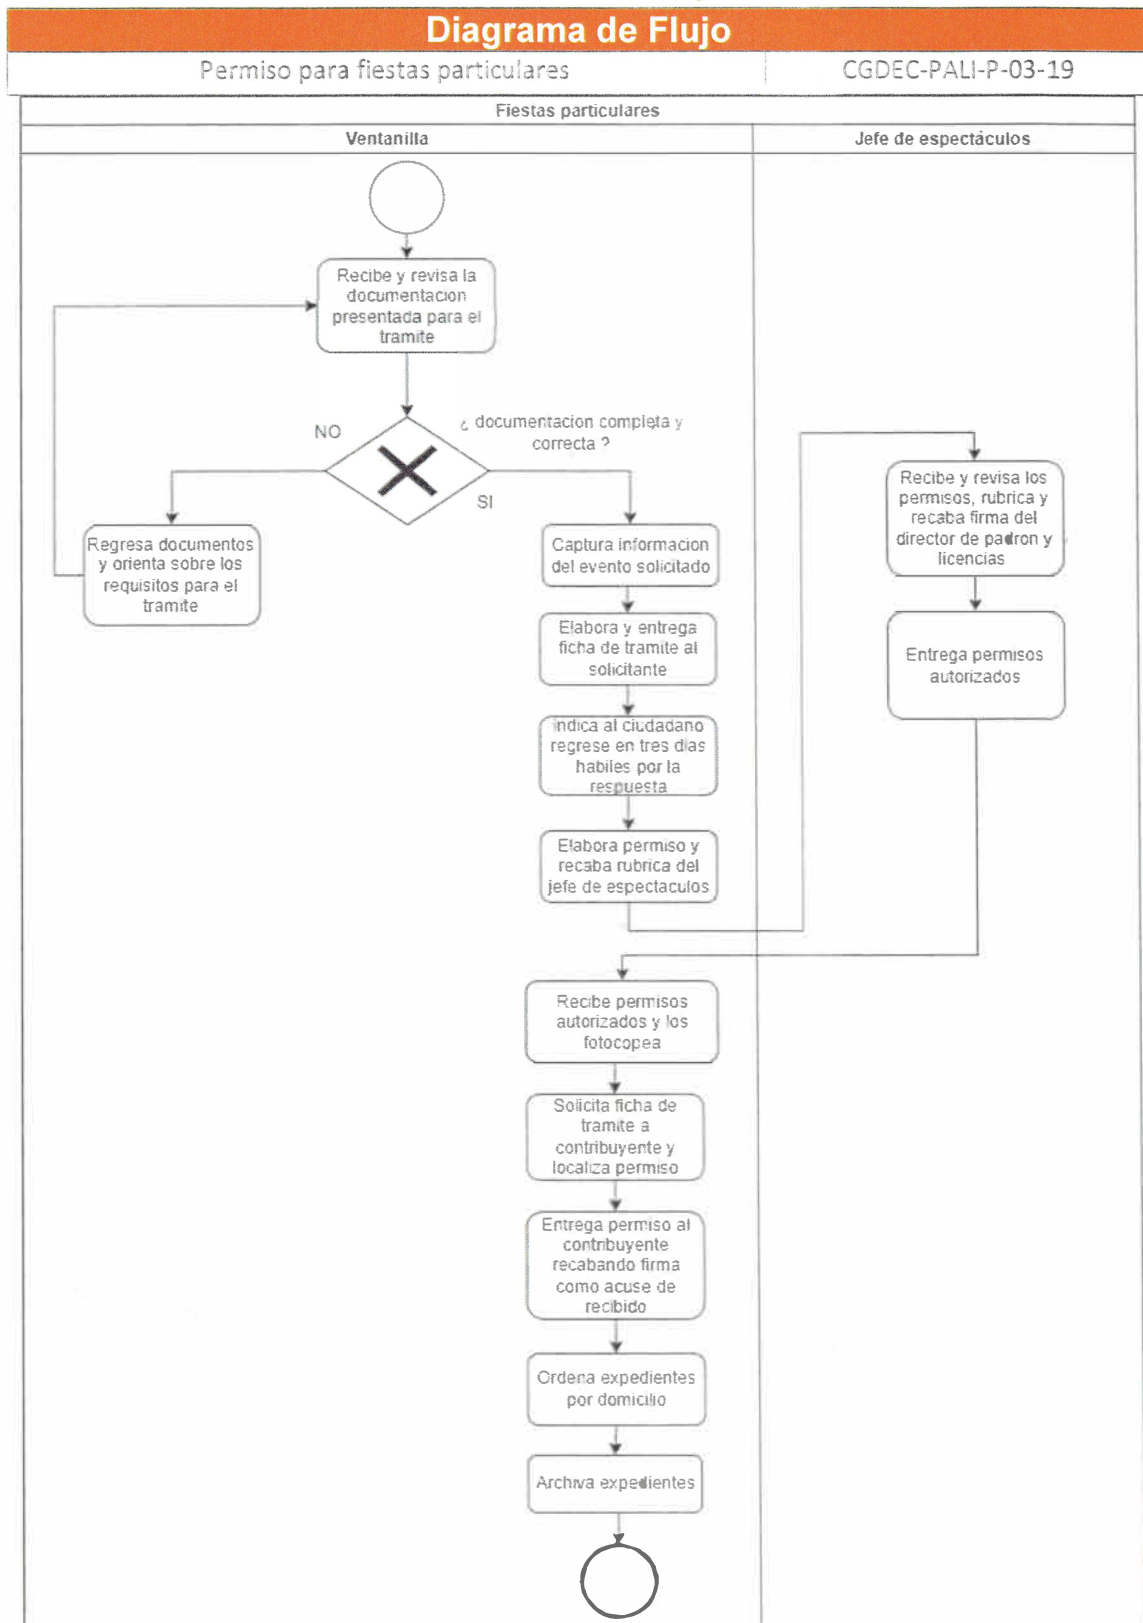 Diagrama de Flujo
Permiso para fiestas particulares
CGDEC-PALI-P-03-19
Fiestas particulares
Ventanilla
Jefe de espectáculos
Recibe y revisa la
documentacion
presentada para el
tramite
NO
¿ documentacion completa y
correcta ?
SI
Regresa documentos
y orienta sobre los
requisitos para el
tramite
Captura informacion
del evento solicitado
Elabora y entrega
ficha de tramite al
solicitante
indica al ciudadano
regrese en tres dias
habiles por la
respuesta
Elabora permiso y
recaba rubrica del
jefe de espectaculos
Recibe y revisa los
permisos, rubrica y
recaba firma del
director de padron y
licencias
Entrega permisos
autorizados
Recibe permisos
autorizados y los
fotocopea
Solicita ficha de
tramite a
contribuyente y
localiza permiso
Entrega permiso al
contribuyente
recabando firma
como acuse de
recibido
Ordena expedientes
por domicilio
Archiva expedientes